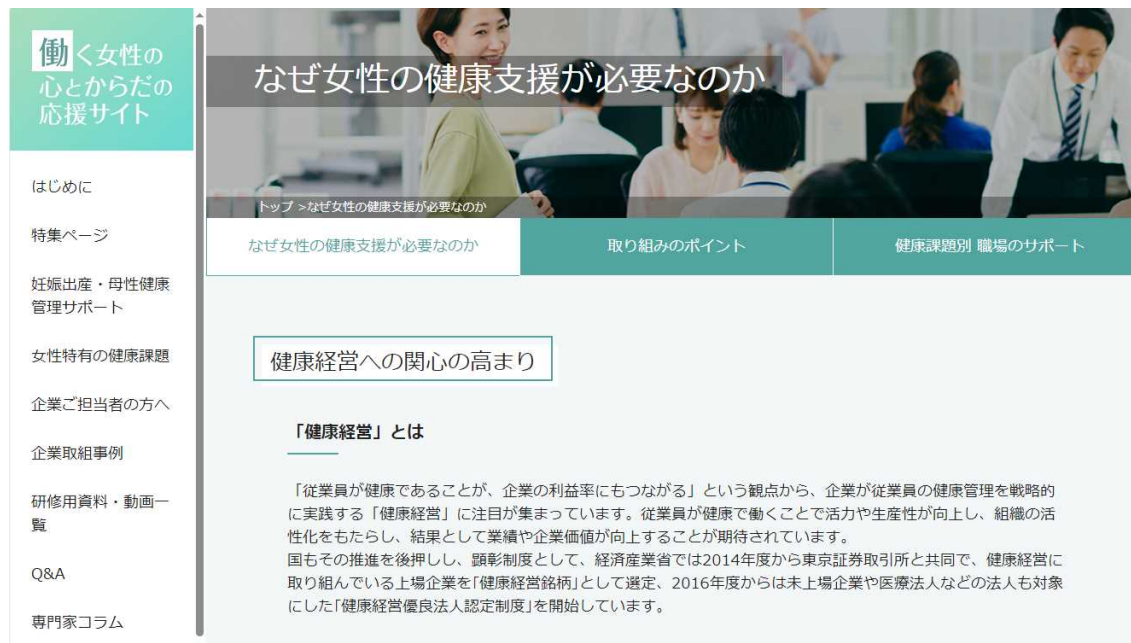 働く女性の
心とからだの
応援サイト
はじめに
特集ページ
妊娠出産・母性健康
管理サポート
女性特有の健康課題
企業ご担当者の方へ
企業取組事例
研修用資料・動画一
覧
Q&A
専門家コラム
なぜ女性の健康支援が必要なのか
トップ >なぜ女性の健康支援が必要なのか
なぜ女性の健康支援が必要なのか
取り組みのポイント
健康課題別 職場のサポート
健康経営への関心の高まり
「健康経営」とは
「従業員が健康であることが、企業の利益率にもつながる」という観点から、企業が従業員の健康管理を戦略的
に実践する「健康経営」に注目が集まっています。従業員が健康で働くことで活力や生産性が向上し、組織の活
性化をもたらし、結果として業績や企業価値が向上することが期待されています。
国もその推進を後押しし、顕彰制度として、経済産業省では2014年度から東京証券取引所と共同で、健康経営に
取り組んでいる上場企業を「健康経営銘柄」として選定、2016年度からは未上場企業や医療法人などの法人も対象
にした「健康経営優良法人認定制度」を開始しています。